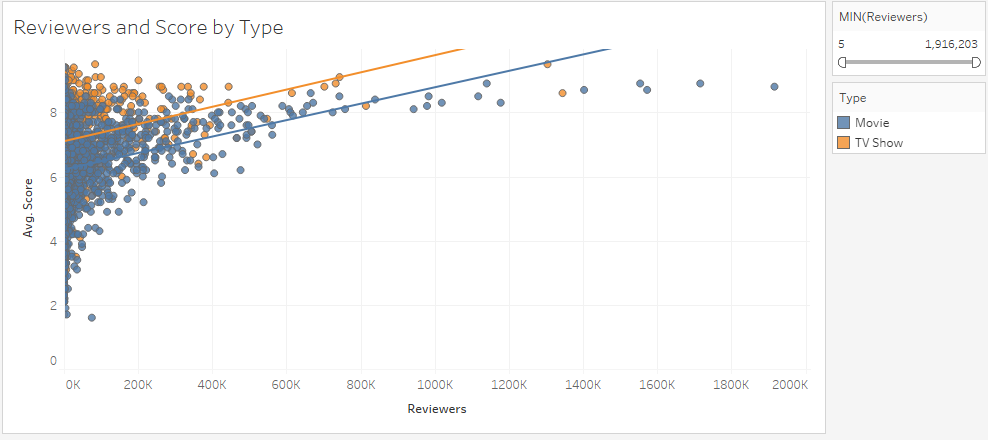 Reviewers and Score by Type
MIN(Reviewers)
5 1,916,203
Type
Movie
TV Show
Avg. Score
8
6
4
2
0
0K 200K 400K 600K 800K 1000K 1200K 1400K 1600K 1800K 2000K
Reviewers